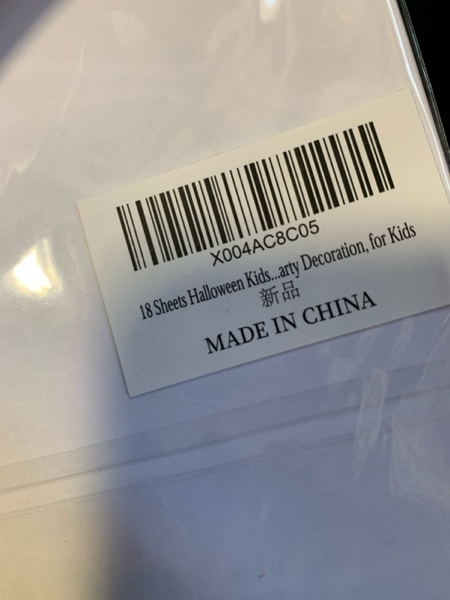 X004AC8C05
18 Sheets Halloween Kids...arty Decoration, for Kids
新品
MADE IN CHINA